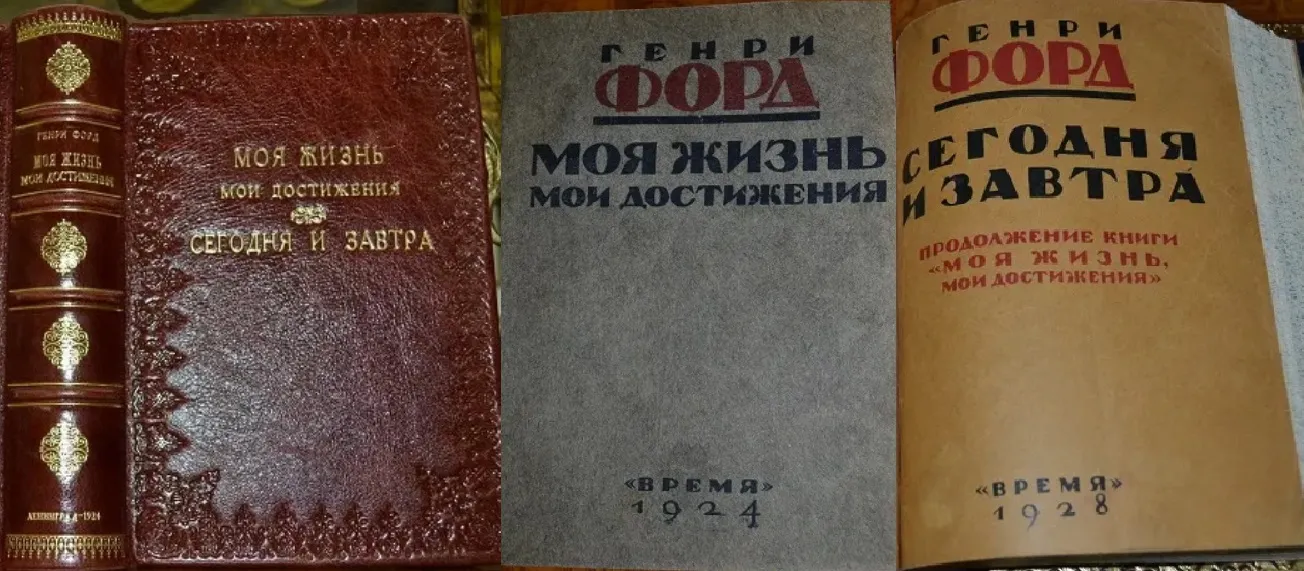 ГЕНРИ ФОРД
МОЯ ЖИЗНЬ
МОИ ДОСТИЖЕНИЯ
ЛЕНИНГРАД-1924
МОЯ ЖИЗНЬ
МОИ ДОСТИЖЕНИЯ
СЕГОДНЯ И ЗАВТРА
ГЕНРИ
ФОРД
МОЯ ЖИЗНЬ
МОИ ДОСТИЖЕНИЯ
«ВРЕМЯ»
1924
ГЕНРИ
ФОРД
СЕГОДНЯ
И ЗАВТРА
ПРОДОЛЖЕНИЕ КНИГИ
«МОЯ ЖИЗНЬ,
МОИ ДОСТИЖЕНИЯ»
«ВРЕМЯ»
1928